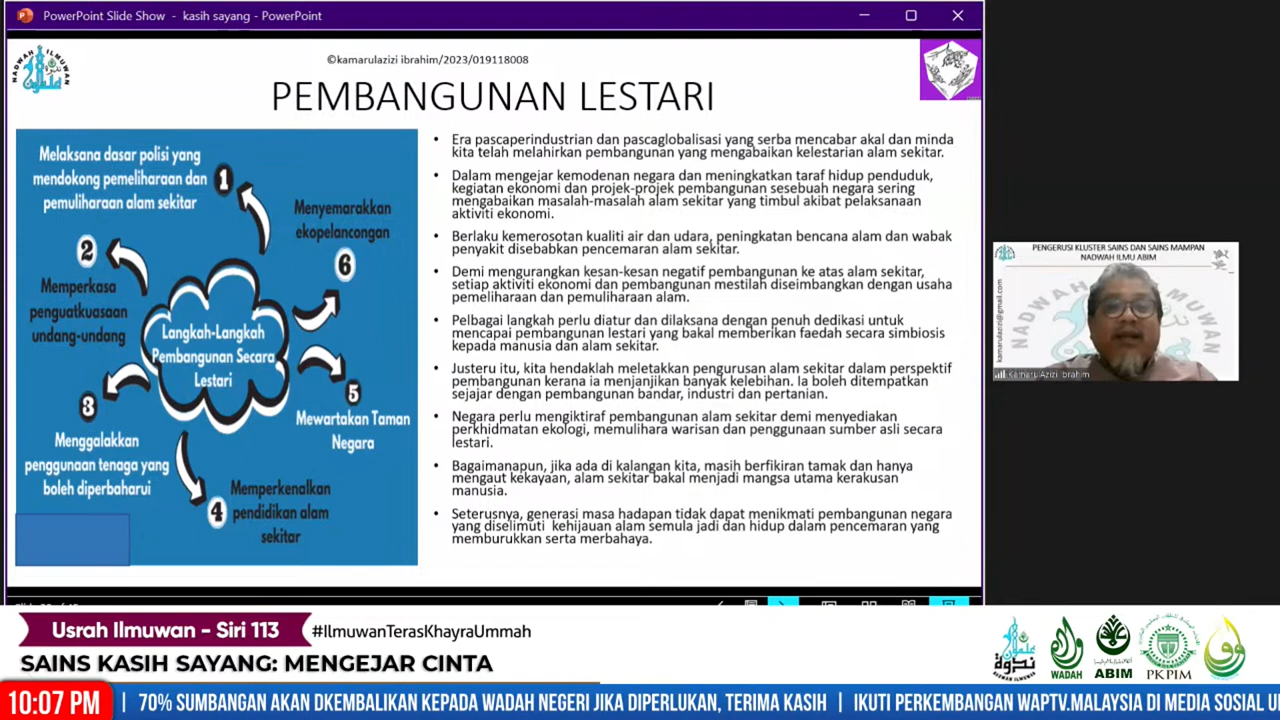 PowerPoint Slide Show - kasih sayang - PowerPoint
©kamarulazizi ibrahim/2023/019118008
NADWAH ILMUWAN
PEMBANGUNAN LESTARI
Melaksana dasar polisi yang
mendokong pemeliharaan dan
pemuliharaan alam sekitar
1
2
Memperkasa
penguatkuasaan
undang-undang
3
Menggalakkan
penggunaan tenaga yang
boleh diperbaharui
4
Memperkenalkan
pendidikan alam
sekitar
5
Mewartakan Taman
Negara
Menyemarakkan
ekopelancongan
6
Langkah-Langkah
Pembangunan Secara
Lestari
• Era pascaperindustrian dan pascaglobalisasi yang serba mencabar akal dan minda
kita telah melahirkan pembangunan yang mengabaikan kelestarian alam sekitar.
• Dalam mengejar kemodenan negara dan meningkatkan taraf hidup penduduk,
kegiatan ekonomi dan projek-projek pembangunan sesebuah negara sering
mengabaikan masalah-masalah alam sekitar yang timbul akibat pelaksanaan
aktiviti ekonomi.
• Berlaku kemerosotan kualiti air dan udara, peningkatan bencana alam dan wabak
penyakit disebabkan pencemaran alam sekitar.
• Demi mengurangkan kesan-kesan negatif pembangunan ke atas alam sekitar,
setiap aktiviti ekonomi dan pembangunan mestilah diseimbangkan dengan usaha
pemeliharaan dan pemuliharaan alam.
• Pelbagai langkah perlu diatur dan dilaksana dengan penuh dedikasi untuk
mencapai pembangunan lestari yang bakal memberikan faedah secara simbiosis
kepada manusia dan alam sekitar.
• Justeru itu, kita hendaklah meletakkan pengurusan alam sekitar dalam perspektif
pembangunan kerana ia menjanjikan banyak kelebihan. Ia boleh ditempatkan
sejajar dengan pembangunan bandar, industri dan pertanian.
• Negara perlu mengiktiraf pembangunan alam sekitar demi menyediakan
perkhidmatan ekologi, memulihara warisan dan penggunaan sumber asli secara
lestari.
• Bagaimanapun, jika ada di kalangan kita, masih berfikiran tamak dan hanya
mengaut kekayaan, alam sekitar bakal menjadi mangsa utama kerakusan
manusia.
• Seterusnya, generasi masa hadapan tidak dapat menikmati pembangunan negara
yang diselimuti kehijauan alam semula jadi dan hidup dalam pencemaran yang
memburukkan serta merbahaya.
PENGERUSI KLUSTER SAINS DAN SAINS MAMPAN
NADWAH ILMU ABIM
kamarulazizi@gmail.com
Kamarul Azizi Ibrahim
Usrah Ilmuwan - Siri 113
#IlmuwanTerasKhayraUmmah
SAINS KASIH SAYANG: MENGEJAR CINTA
WADAH
ABIM
PKPIM
10:07 PM
| 70% SUMBANGAN AKAN DKEMBALIKAN KEPADA WADAH NEGERI JIKA DIPERLUKAN, TERIMA KASIH | IKUTI PERKEMBANGAN WAPTV.MALAYSIA DI MEDIA SOSIAL